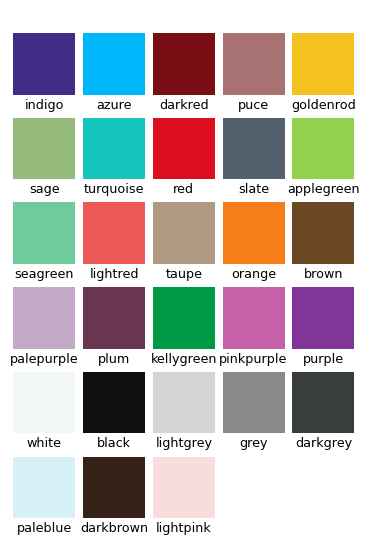 indigo azure darkred puce goldenrod
sage turquoise red slate applegreen
seagreen lightred taupe orange brown
palepurple plum kellygreen pinkpurple purple
white black lightgrey grey darkgrey
paleblue darkbrown lightpink